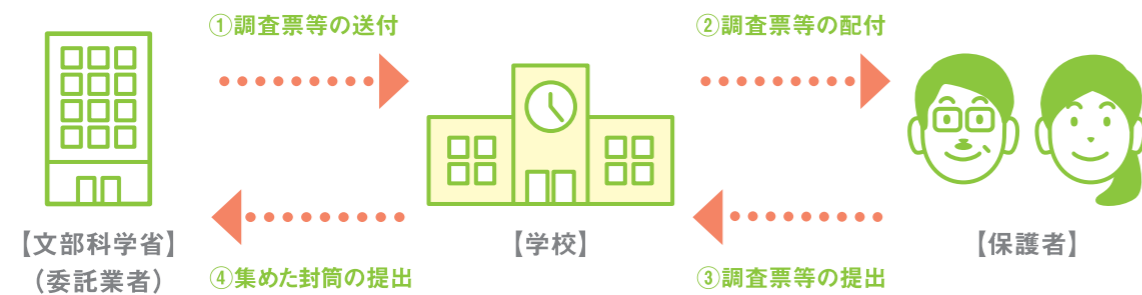 ①調査票等の送付
②調査票等の配付
【文部科学省】
（委託業者）
【学校】
【保護者】
④集めた封筒の提出
③調査票等の提出